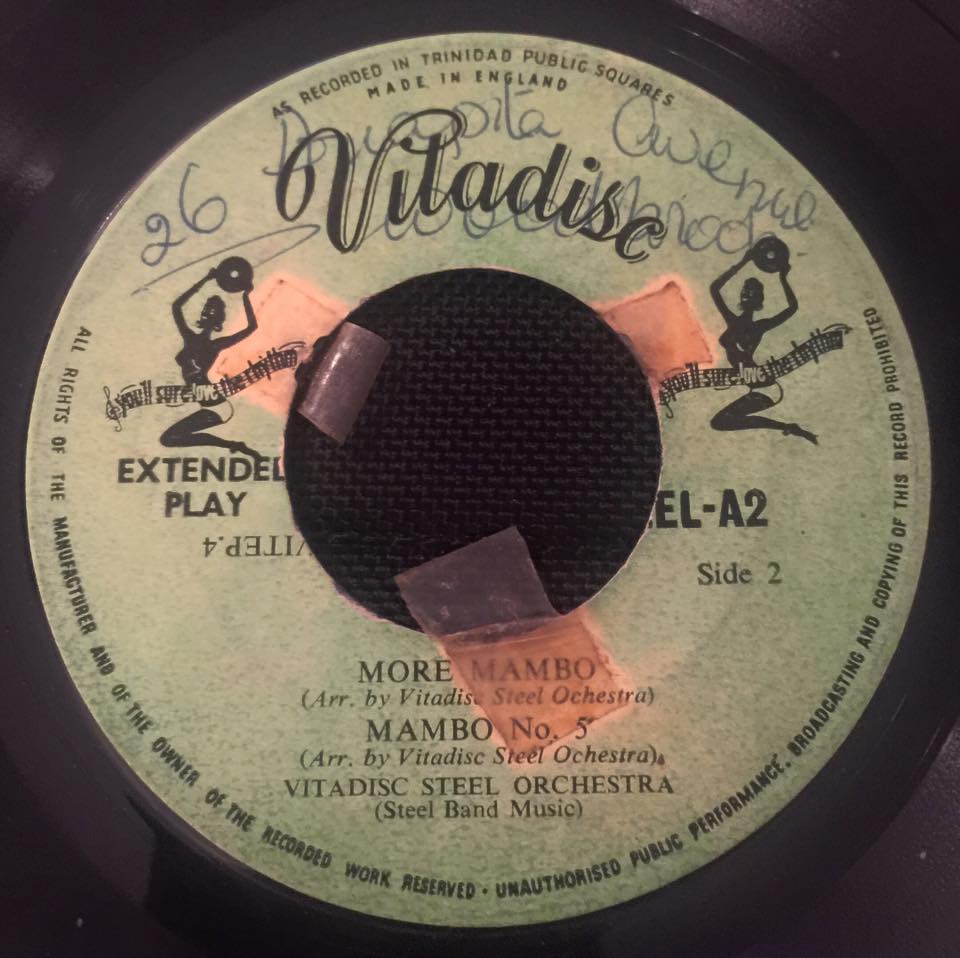 AS RECORDED IN TRINIDAD PUBLIC SQUARES
MADE IN ENGLAND
26 Avenue
Vitadisc
you'll sure-love the rhythm
you'll sure-love the rhythm
EXTENDED
PLAY
VITEP.4
EL-A2
Side 2
MORE MAMBO
(Arr. by Vitadisc Steel Ochestra)
MAMBO No. 5
(Arr. by Vitadisc Steel Ochestra).
VITADISC STEEL ORCHESTRA
(Steel Band Music)
ALL RIGHTS OF THE MANUFACTURER AND OF THE OWNER OF THE RECORDED WORK RESERVED · UNAUTHORISED PUBLIC PERFORMANCE, BROADCASTING AND COPYING OF THIS RECORD PROHIBITED